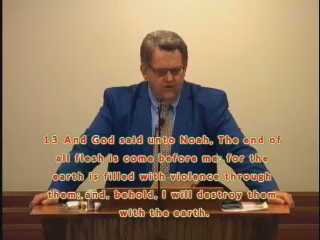 13 And God said unto Noah, The end of
all flesh is come before me; for the
earth is filled with violence through
them; and, behold, I will destroy them
with the earth.